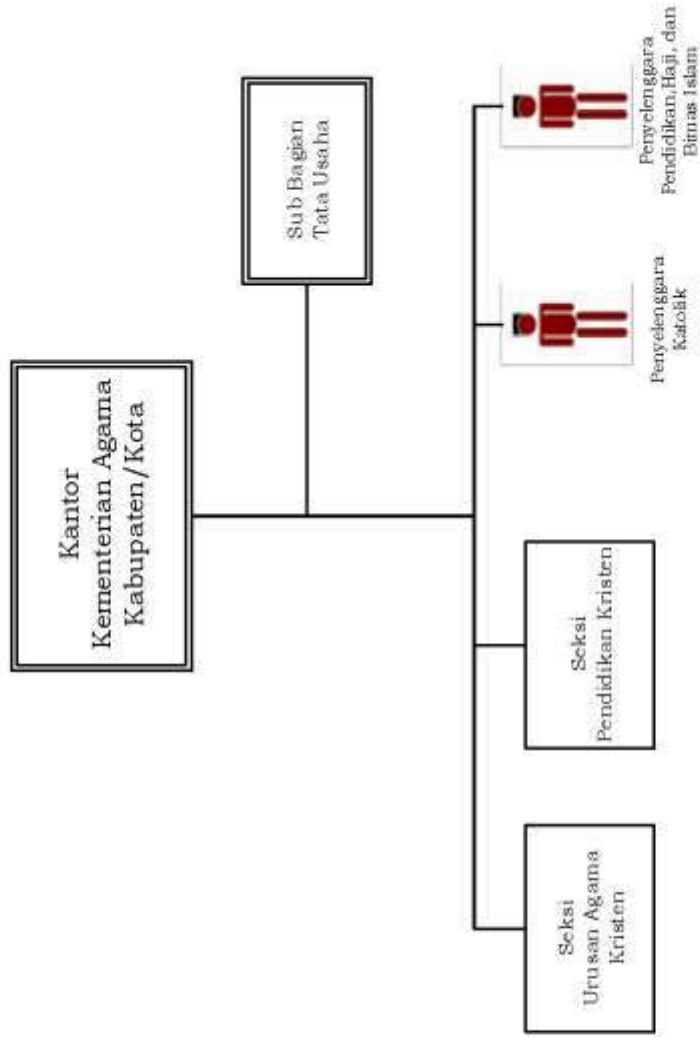 Kantor
Kementerian Agama
Kabupaten/Kota
Sub Bagian
Tata Usaha
Seksi
Urusan Agama
Kristen
Seksi
Pendidikan Kristen
Penyelenggara
Katolik
Penyelenggara
Pendidikan,Haji, dan
Bimas Islam